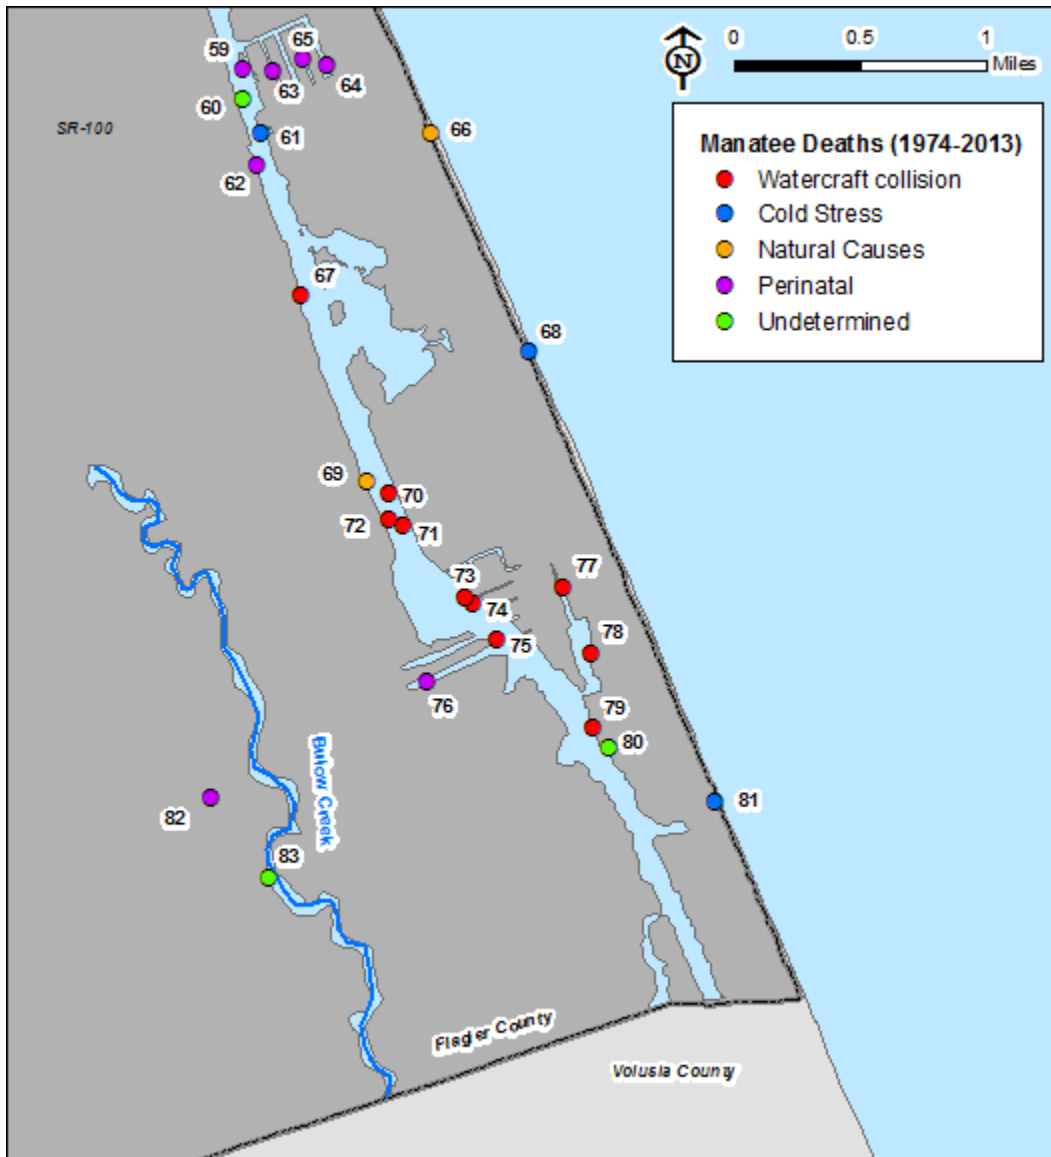 0 0.5 1
Miles
N
Manatee Deaths (1974-2013)
Watercraft collision
Cold Stress
Natural Causes
Perinatal
Undetermined
SR-100
59
65
63
64
60
61
62
66
67
68
69
70
72
71
73
74
77
75
78
76
79
80
81
82
83
Bulow Creek
Flagler County
Volusia County